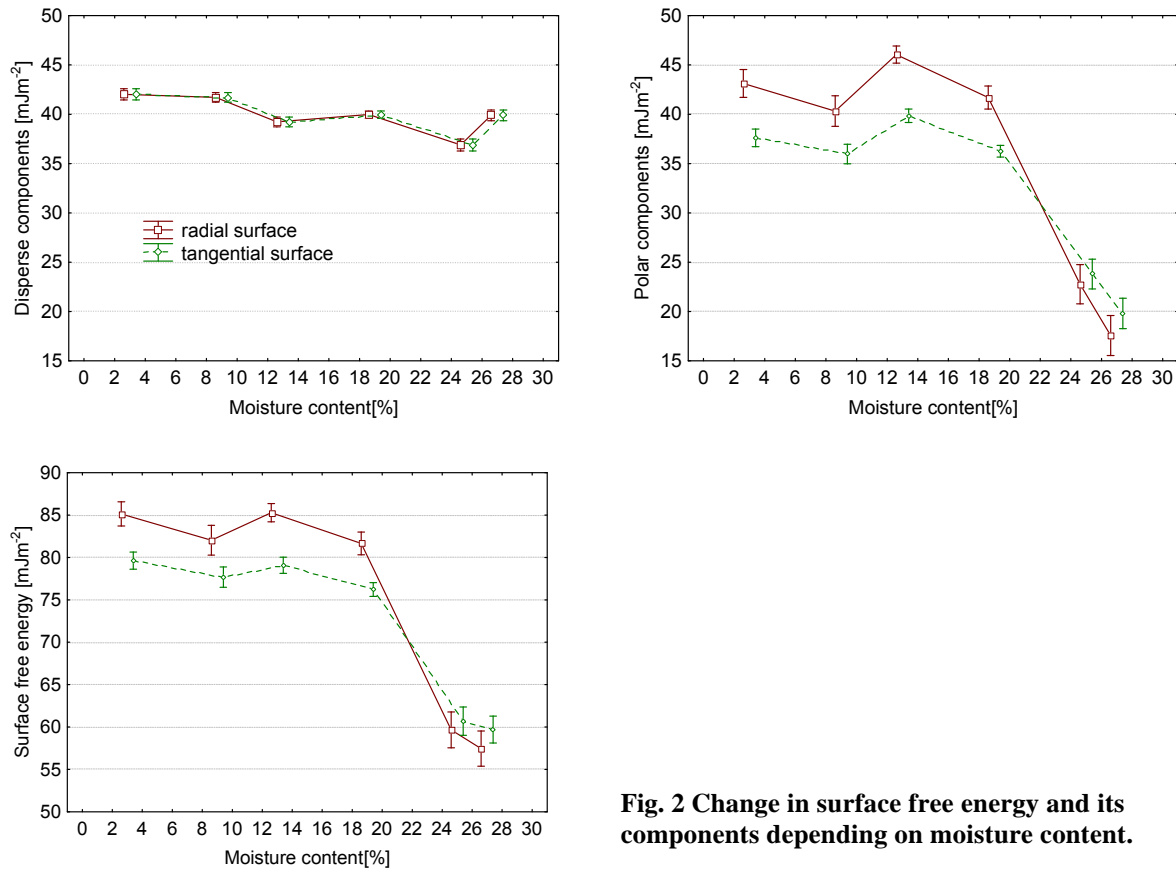 50
45
40
35
30
25
20
15
Disperse components [mJm-2]
radial surface
tangential surface
0 2 4 6 8 10 12 14 16 18 20 22 24 26 28 30
Moisture content[%]
50
45
40
35
30
25
20
15
Polar components [mJm-2]
0 2 4 6 8 10 12 14 16 18 20 22 24 26 28 30
Moisture content[%]
90
85
80
75
70
65
60
55
50
Surface free energy [mJm-2]
0 2 4 6 8 10 12 14 16 18 20 22 24 26 28 30
Moisture content[%]
Fig. 2 Change in surface free energy and its
components depending on moisture content.